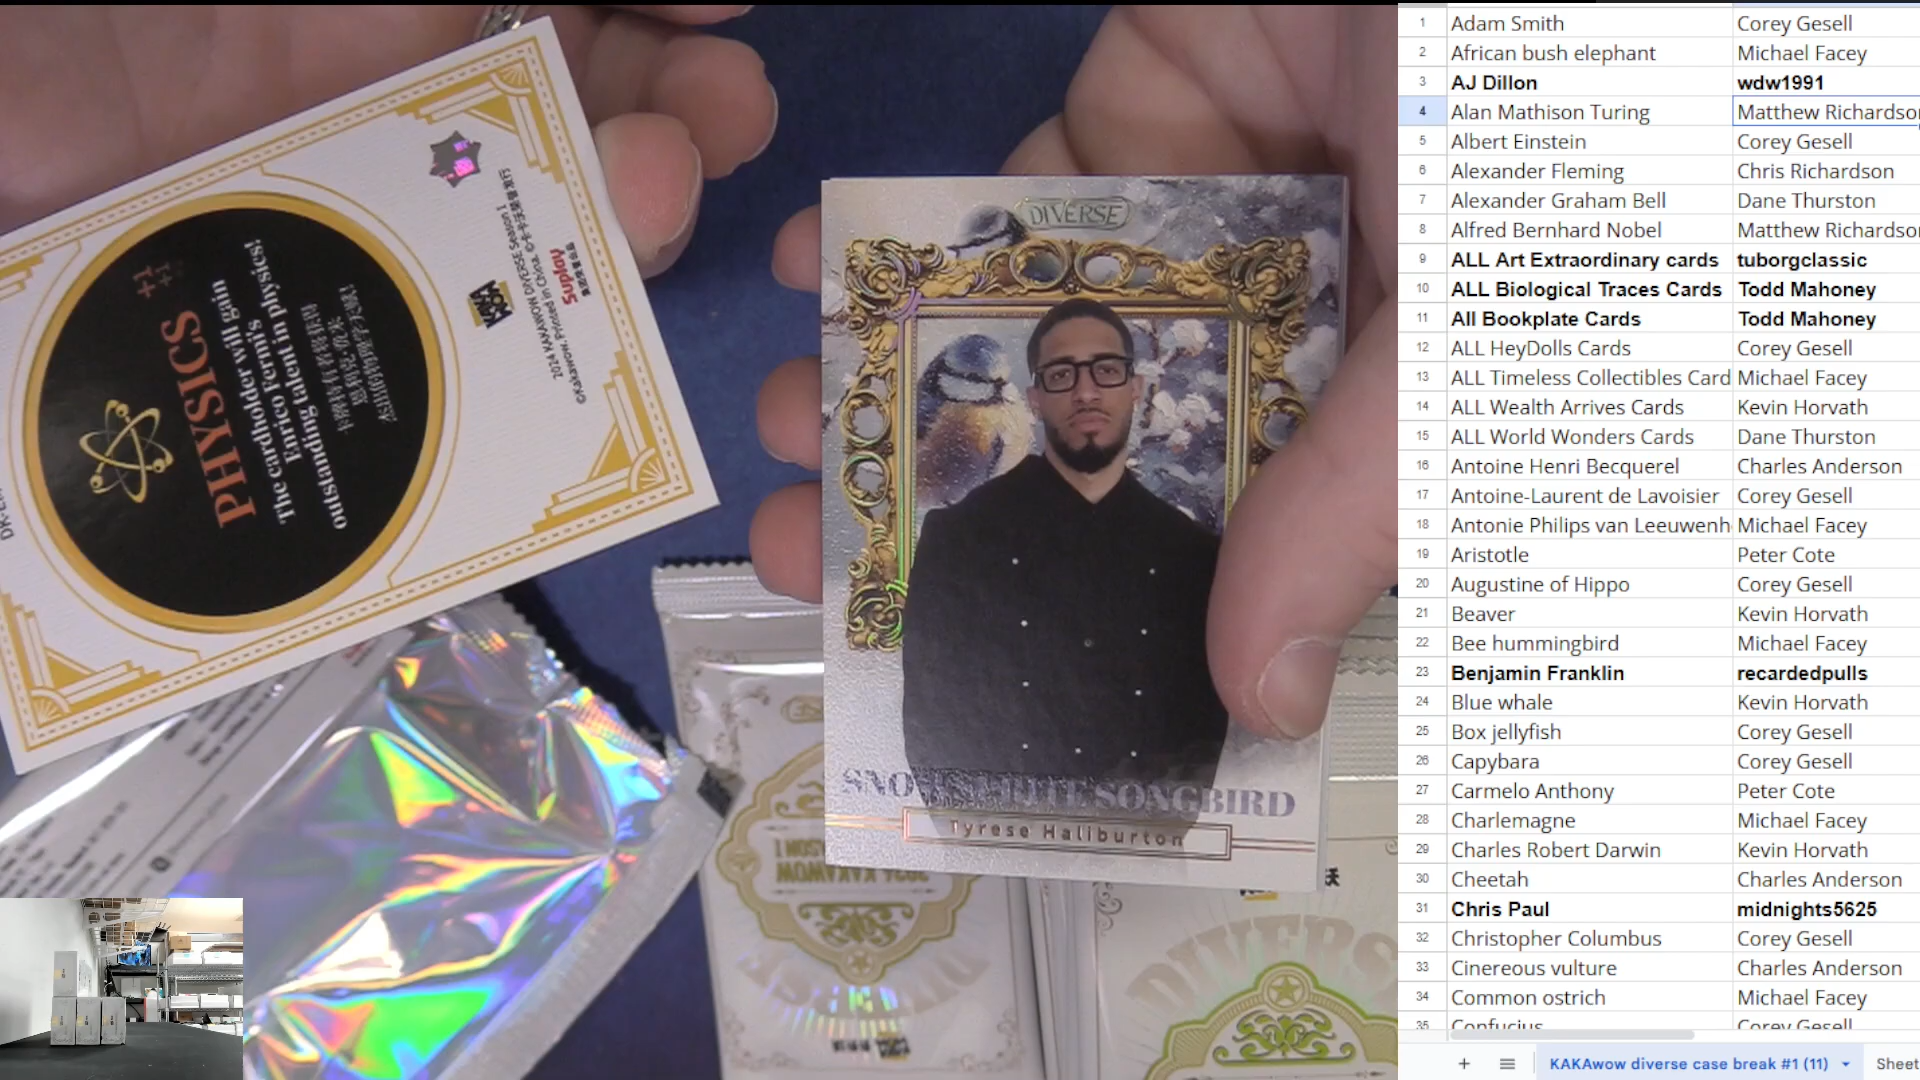 PHYSICS
+1
The cardholder will gain
Enrico Fermi's
outstanding talent in physics!
2024 KAKAWOW DIVERSE Season 1
©Kakawow. Printed in China.
Suplay
KAKA
WOW
DIVERSE
SONGBIRD
Tyrese Haliburton
2024 KAKAWOW
DIVERSE
1 Adam Smith Corey Gesell
2 African bush elephant Michael Facey
3 AJ Dillon wdw1991
4 Alan Mathison Turing Matthew Richardson
5 Albert Einstein Corey Gesell
6 Alexander Fleming Chris Richardson
7 Alexander Graham Bell Dane Thurston
8 Alfred Bernhard Nobel Matthew Richardson
9 ALL Art Extraordinary cards tuborgclassic
10 ALL Biological Traces Cards Todd Mahoney
11 All Bookplate Cards Todd Mahoney
12 ALL HeyDolls Cards Corey Gesell
13 ALL Timeless Collectibles Card Michael Facey
14 ALL Wealth Arrives Cards Kevin Horvath
15 ALL World Wonders Cards Dane Thurston
16 Antoine Henri Becquerel Charles Anderson
17 Antoine-Laurent de Lavoisier Corey Gesell
18 Antonie Philips van Leeuwenh Michael Facey
19 Aristotle Peter Cote
20 Augustine of Hippo Corey Gesell
21 Beaver Kevin Horvath
22 Bee hummingbird Michael Facey
23 Benjamin Franklin recardedpulls
24 Blue whale Kevin Horvath
25 Box jellyfish Corey Gesell
26 Capybara Corey Gesell
27 Carmelo Anthony Peter Cote
28 Charlemagne Michael Facey
29 Charles Robert Darwin Kevin Horvath
30 Cheetah Charles Anderson
31 Chris Paul midnights5625
32 Christopher Columbus Corey Gesell
33 Cinereous vulture Charles Anderson
34 Common ostrich Michael Facey
35 Confucius Corey Gesell
KAKAwow diverse case break #1 (11) Sheet